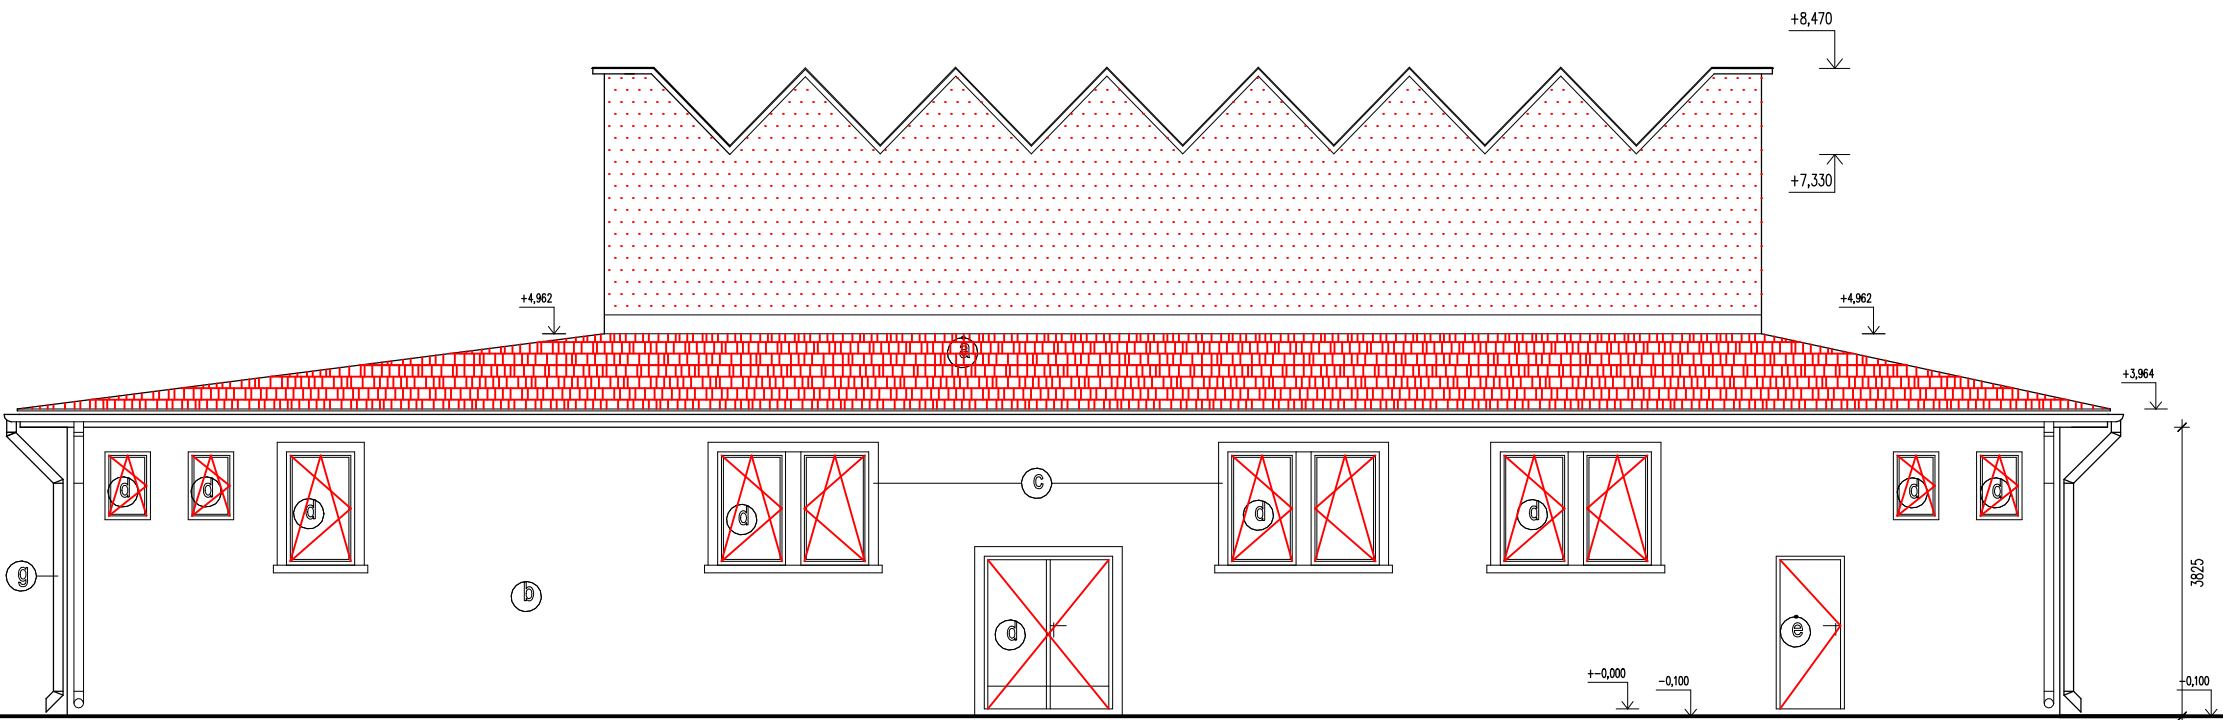 +8,470
+7,330
+4,962
+4,962
a
+3,964
c
d
d
d
d
d
d
d
d
g
b
3825
d
e
+-0,000
-0,100
-0,100